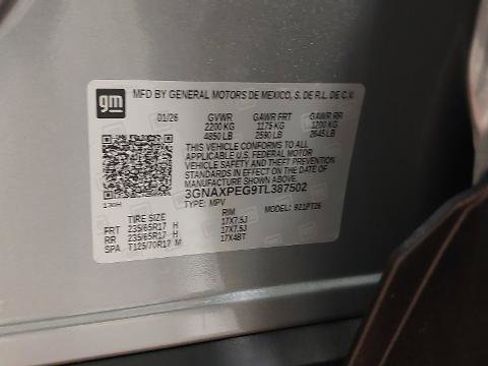 gm MFD BY GENERAL MOTORS DE MEXICO, S. DE R.L. DE C.V.
01/26 GVWR GAWR FRT GAWR RR
2200 KG 1175 KG 1200 KG
4850 LB 2590 LB 2645 LB
THIS VEHICLE CONFORMS TO ALL
APPLICABLE U.S. FEDERAL MOTOR
VEHICLE SAFETY AND THEFT PREVENTION
STANDARDS IN EFFECT ON THE DATE OF
MANUFACTURE SHOWN ABOVE.
3GNAXPEG9TL387502
TYPE: MPV MODEL: 921PT26
TIRE SIZE RIM
FRT 235/65R17 H 17X7.5J
RR 235/65R17 H 17X7.5J
SPA T125/70R17 M 17X4BT